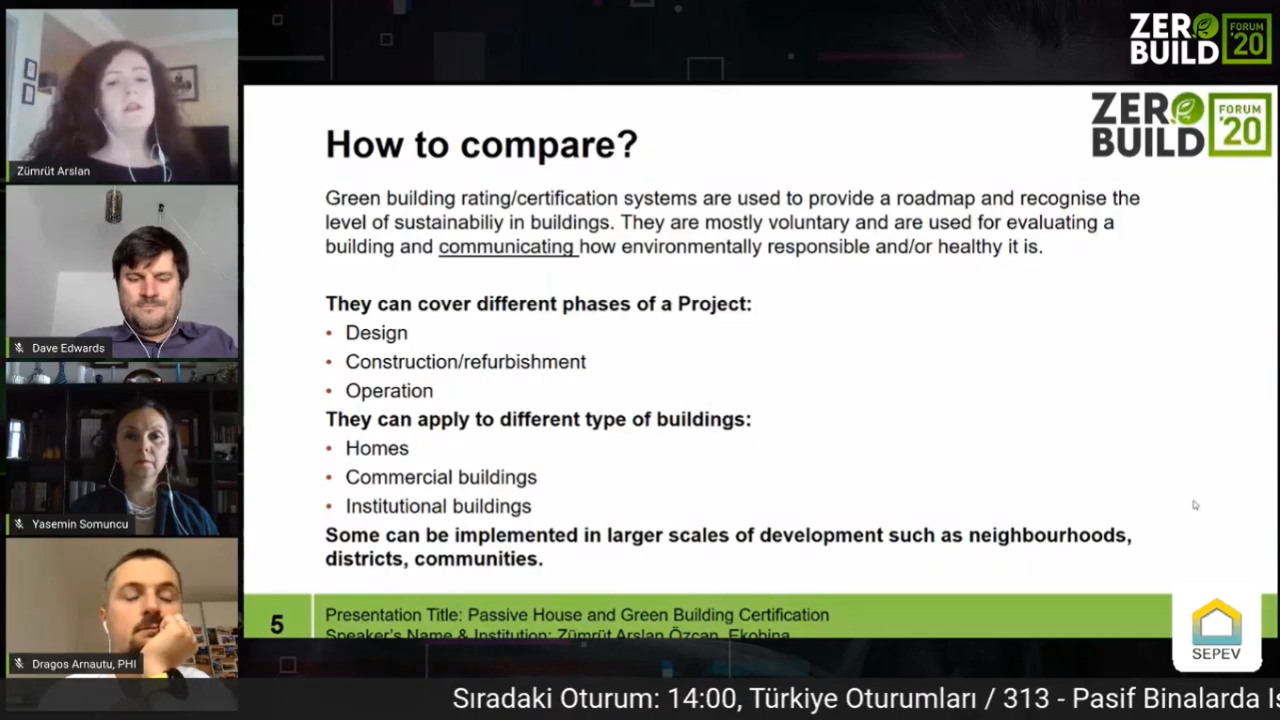 ZERO BUILD FORUM '20
ZERO BUILD FORUM '20
How to compare?
Green building rating/certification systems are used to provide a roadmap and recognise the
level of sustainabiliy in buildings. They are mostly voluntary and are used for evaluating a
building and communicating how environmentally responsible and/or healthy it is.
They can cover different phases of a Project:
• Design
• Construction/refurbishment
• Operation
They can apply to different type of buildings:
• Homes
• Commercial buildings
• Institutional buildings
Some can be implemented in larger scales of development such as neighbourhoods,
districts, communities.
5
Presentation Title: Passive House and Green Building Certification
Speaker's Name & Institution: Zümrüt Arslan Özcan, Ekobina
SEPEV
Zümrüt Arslan
Dave Edwards
Yasemin Somuncu
Dragos Arnautu, PHI
Sıradaki Oturum: 14:00, Türkiye Oturumları / 313 - Pasif Binalarda